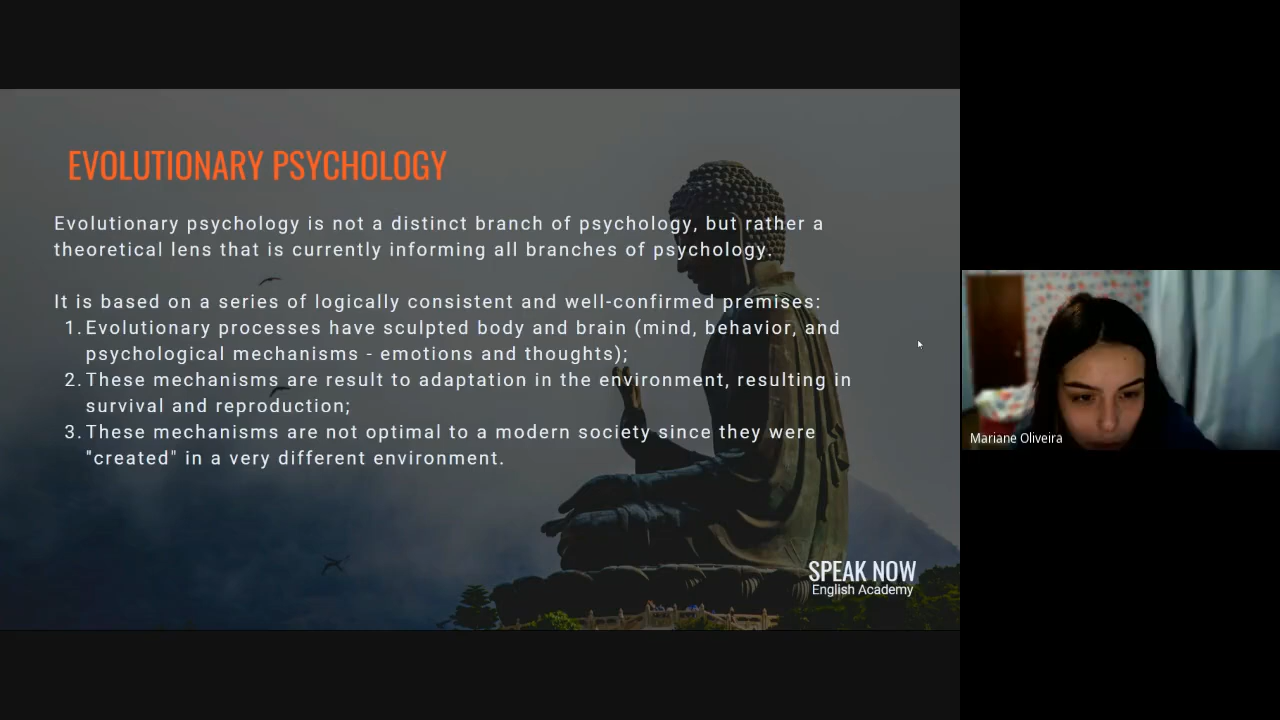 EVOLUTIONARY PSYCHOLOGY
Evolutionary psychology is not a distinct branch of psychology, but rather a
theoretical lens that is currently informing all branches of psychology.
It is based on a series of logically consistent and well-confirmed premises:
1. Evolutionary processes have sculpted body and brain (mind, behavior, and
psychological mechanisms - emotions and thoughts);
2. These mechanisms are result to adaptation in the environment, resulting in
survival and reproduction;
3. These mechanisms are not optimal to a modern society since they were
"created" in a very different environment.
SPEAK NOW
English Academy
Mariane Oliveira